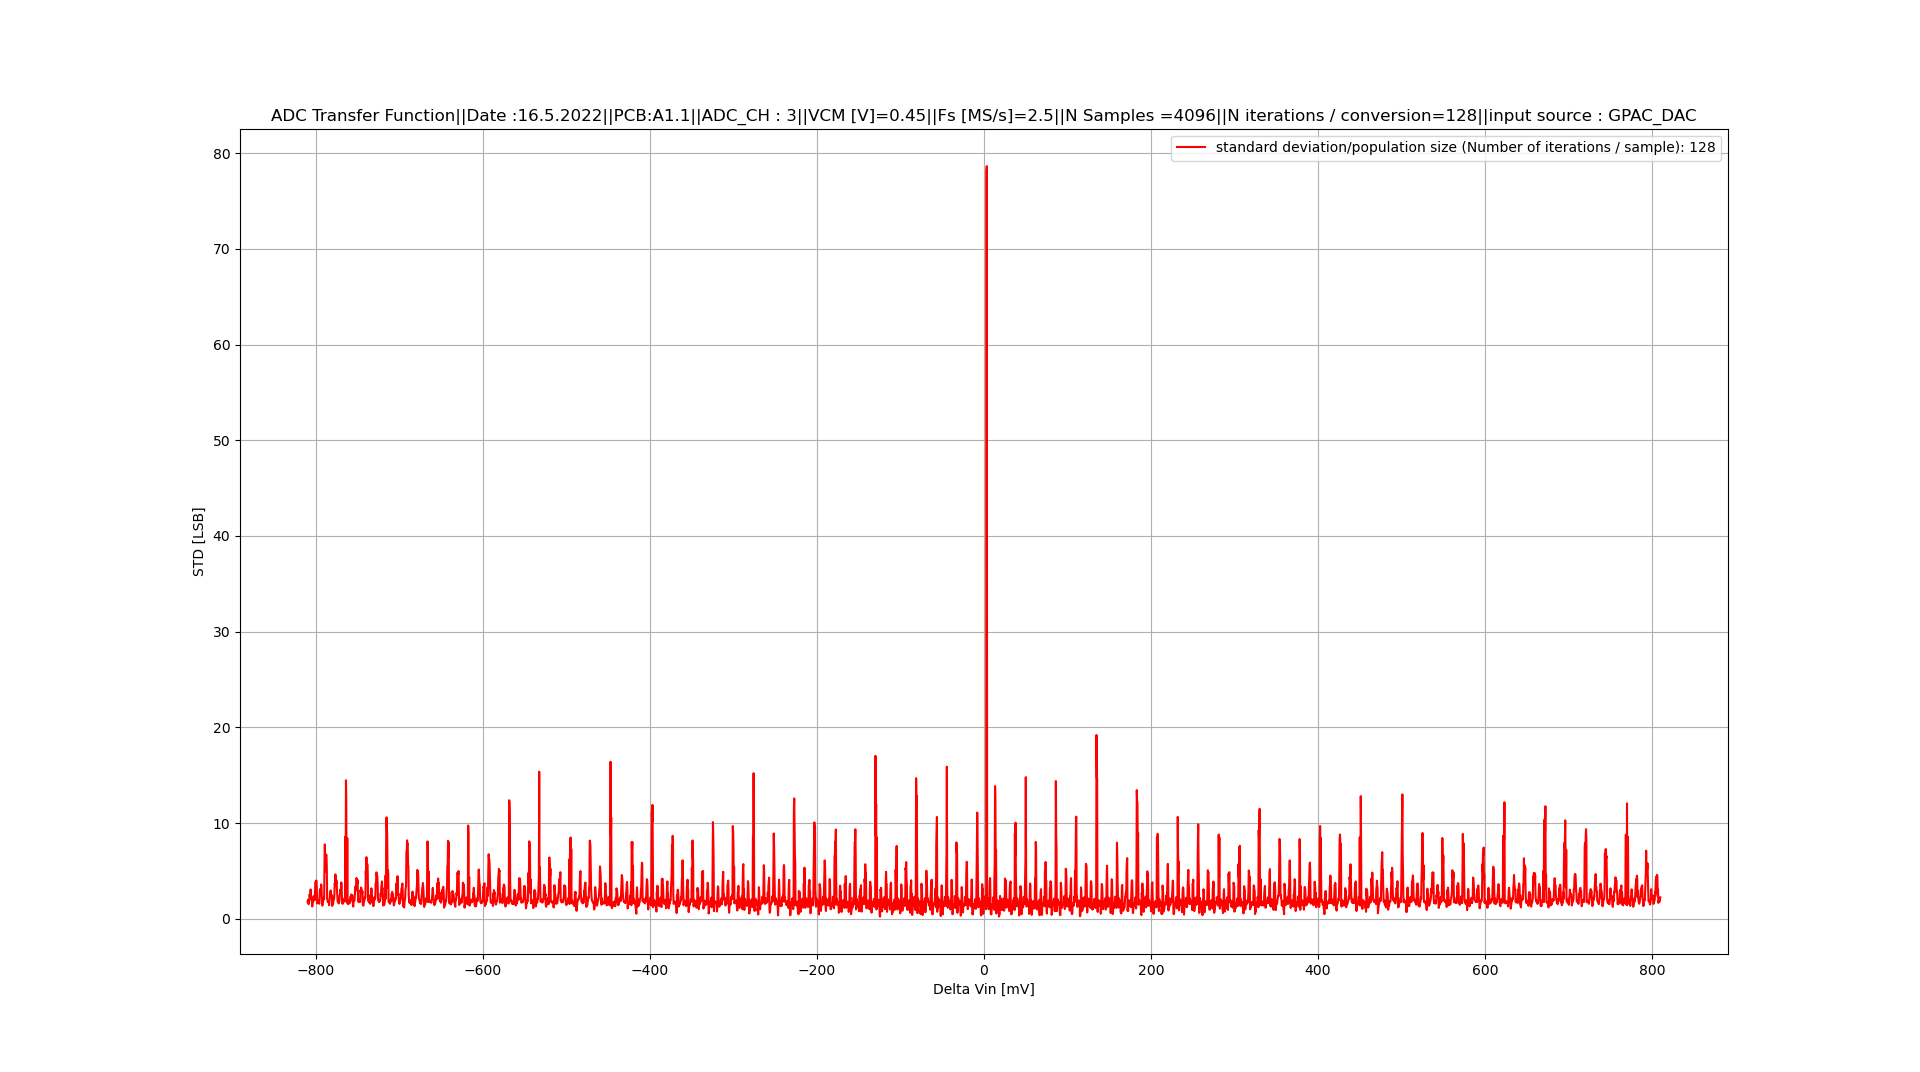 ADC Transfer Function||Date :16.5.2022||PCB:A1.1||ADC_CH : 3||VCM [V]=0.45||Fs [MS/s]=2.5||N Samples =4096||N iterations / conversion=128||input source : GPAC_DAC
standard deviation/population size (Number of iterations / sample): 128
80
70
60
50
40
30
20
10
0
STD [LSB]
−800 −600 −400 −200 0 200 400 600 800
Delta Vin [mV]